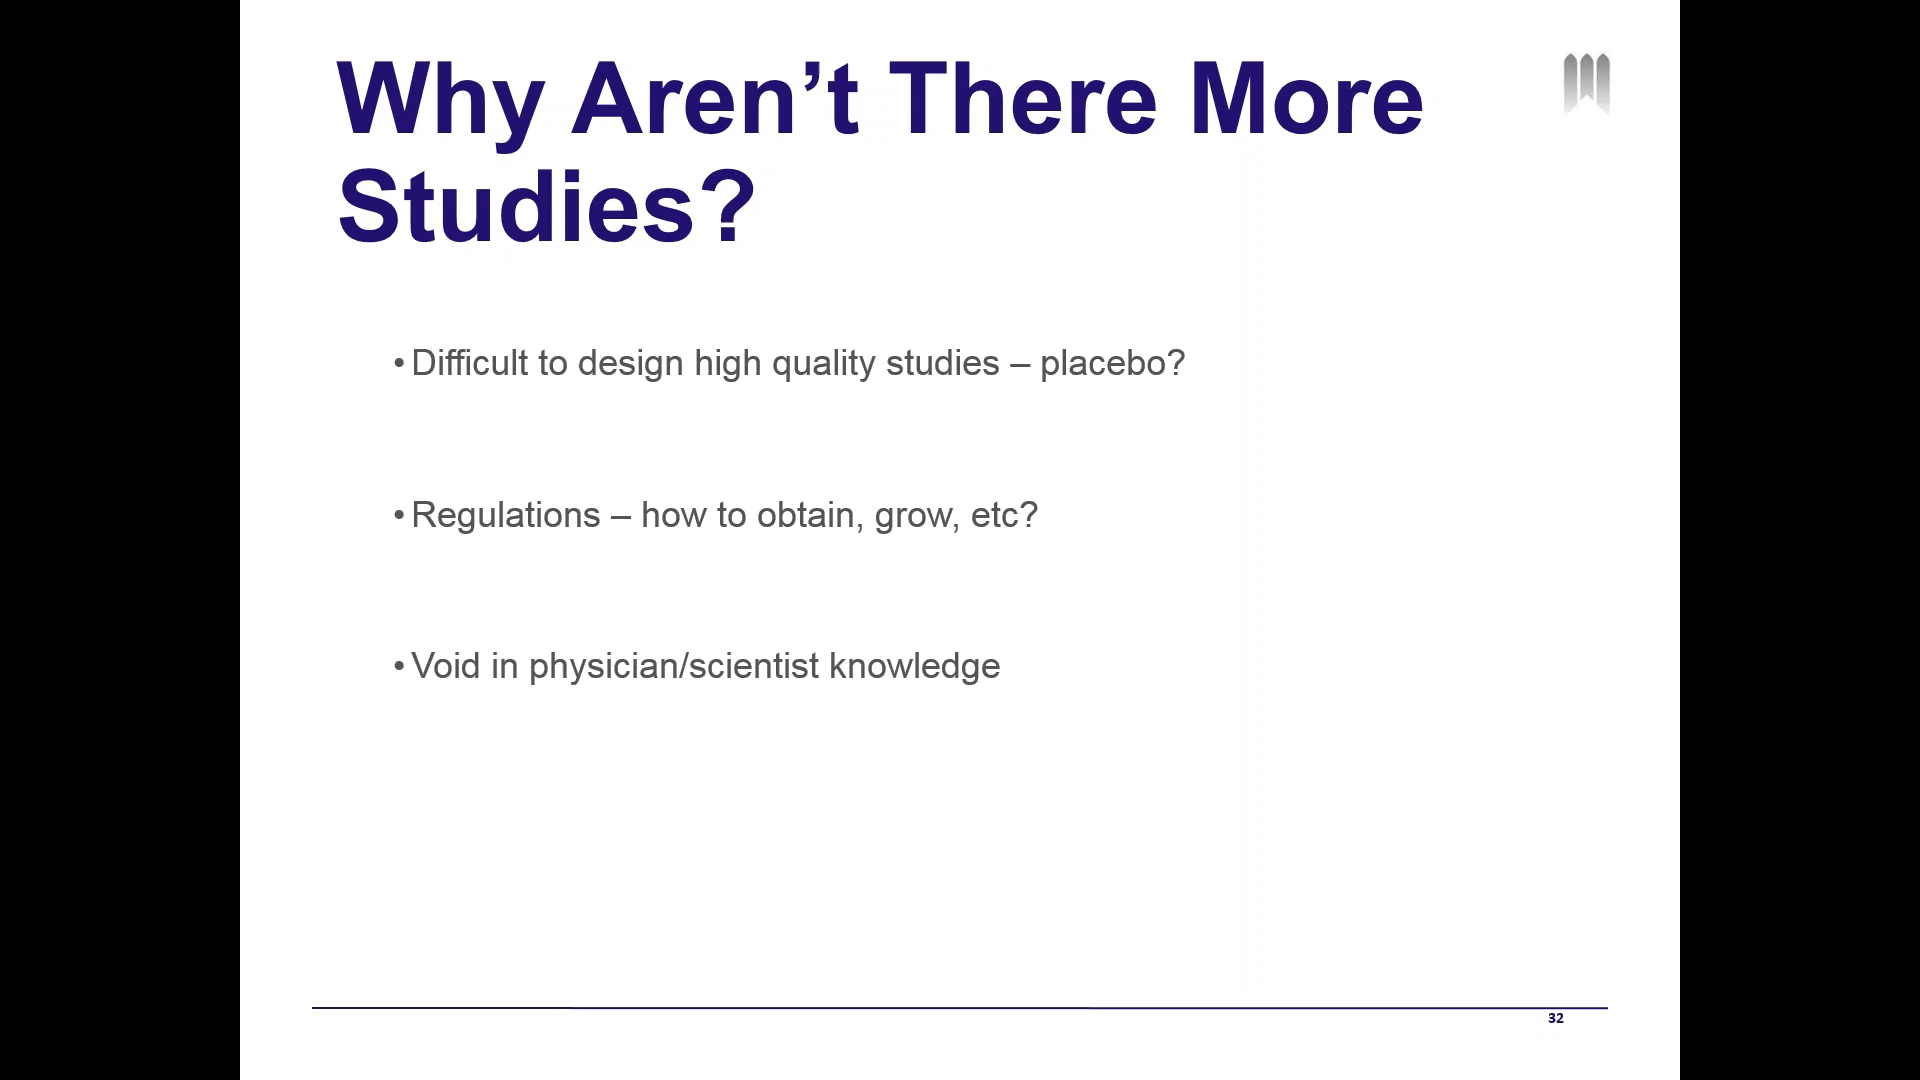 Why Aren’t There More
Studies?
• Difficult to design high quality studies – placebo?
• Regulations – how to obtain, grow, etc?
• Void in physician/scientist knowledge
32